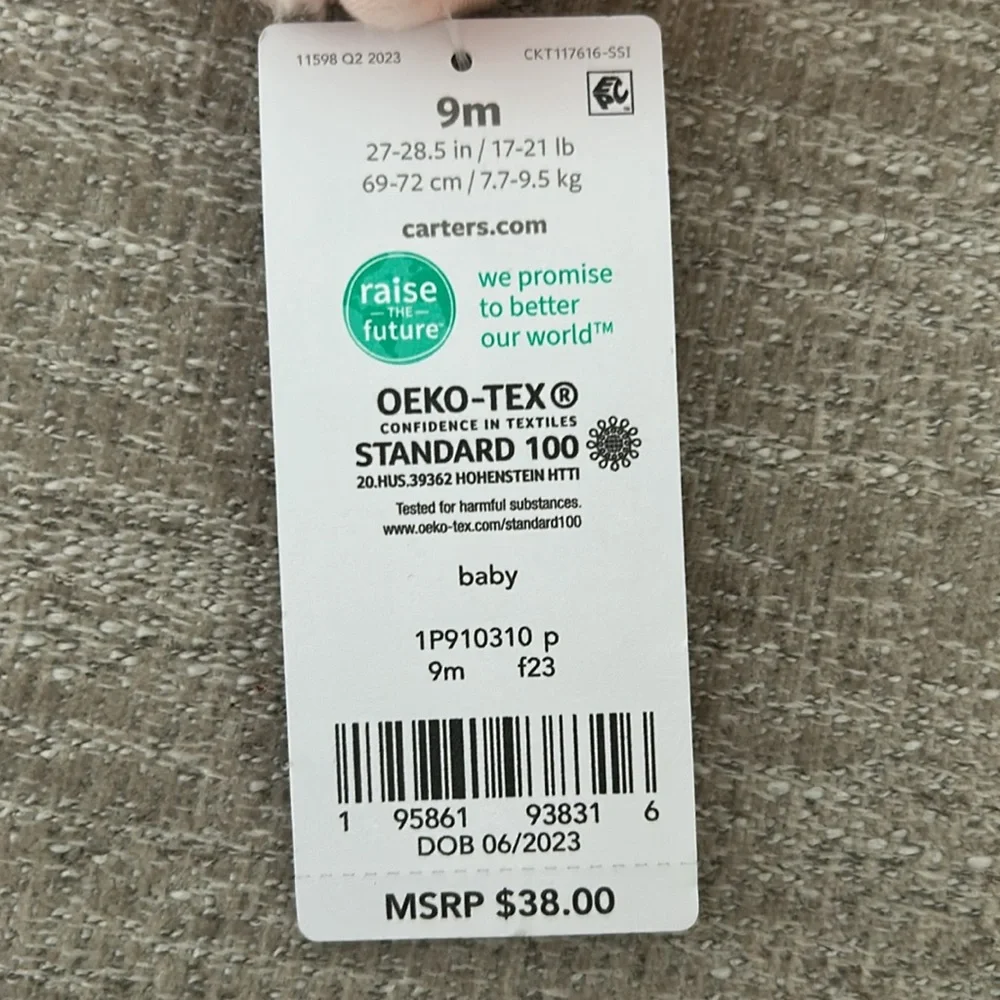 11598 Q2 2023
CKT117616-SSI
9m
27-28.5 in / 17-21 lb
69-72 cm / 7.7-9.5 kg
carters.com
raise
THE
future
we promise
to better
our world™
OEKO-TEX®
CONFIDENCE IN TEXTILES
STANDARD 100
20.HUS.39362 HOHENSTEIN HTTI
Tested for harmful substances.
www.oeko-tex.com/standard100
baby
1P910310 p
9m f23
1 95861 93831 6
DOB 06/2023
MSRP $38.00